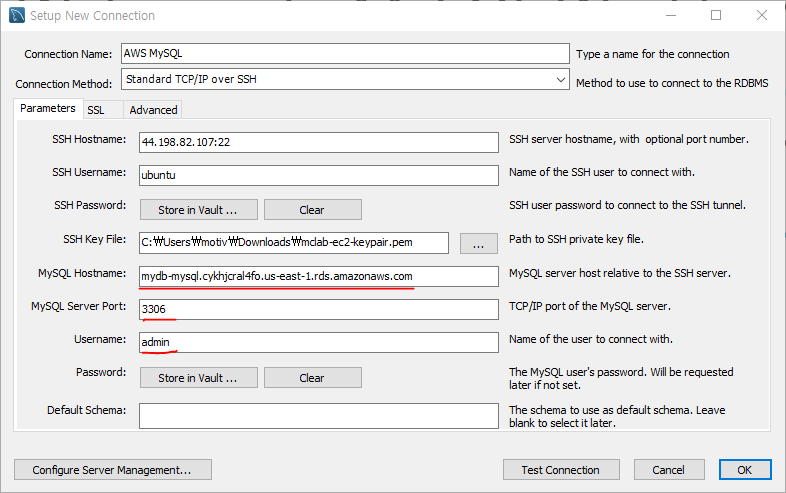 Setup New Connection
Connection Name: AWS MySQL Type a name for the connection
Connection Method: Standard TCP/IP over SSH Method to use to connect to the RDBMS
Parameters SSL Advanced
SSH Hostname: 44.198.82.107:22 SSH server hostname, with optional port number.
SSH Username: ubuntu Name of the SSH user to connect with.
SSH Password: Store in Vault ... Clear SSH user password to connect to the SSH tunnel.
SSH Key File: C:₩Users₩motiv₩Downloads₩mclab-ec2-keypair.pem ... Path to SSH private key file.
MySQL Hostname: mydb-mysql.cykhjcral4fo.us-east-1.rds.amazonaws.com MySQL server host relative to the SSH server.
MySQL Server Port: 3306 TCP/IP port of the MySQL server.
Username: admin Name of the user to connect with.
Password: Store in Vault ... Clear The MySQL user's password. Will be requested
later if not set.
Default Schema: The schema to use as default schema. Leave
blank to select it later.
Configure Server Management... Test Connection Cancel OK